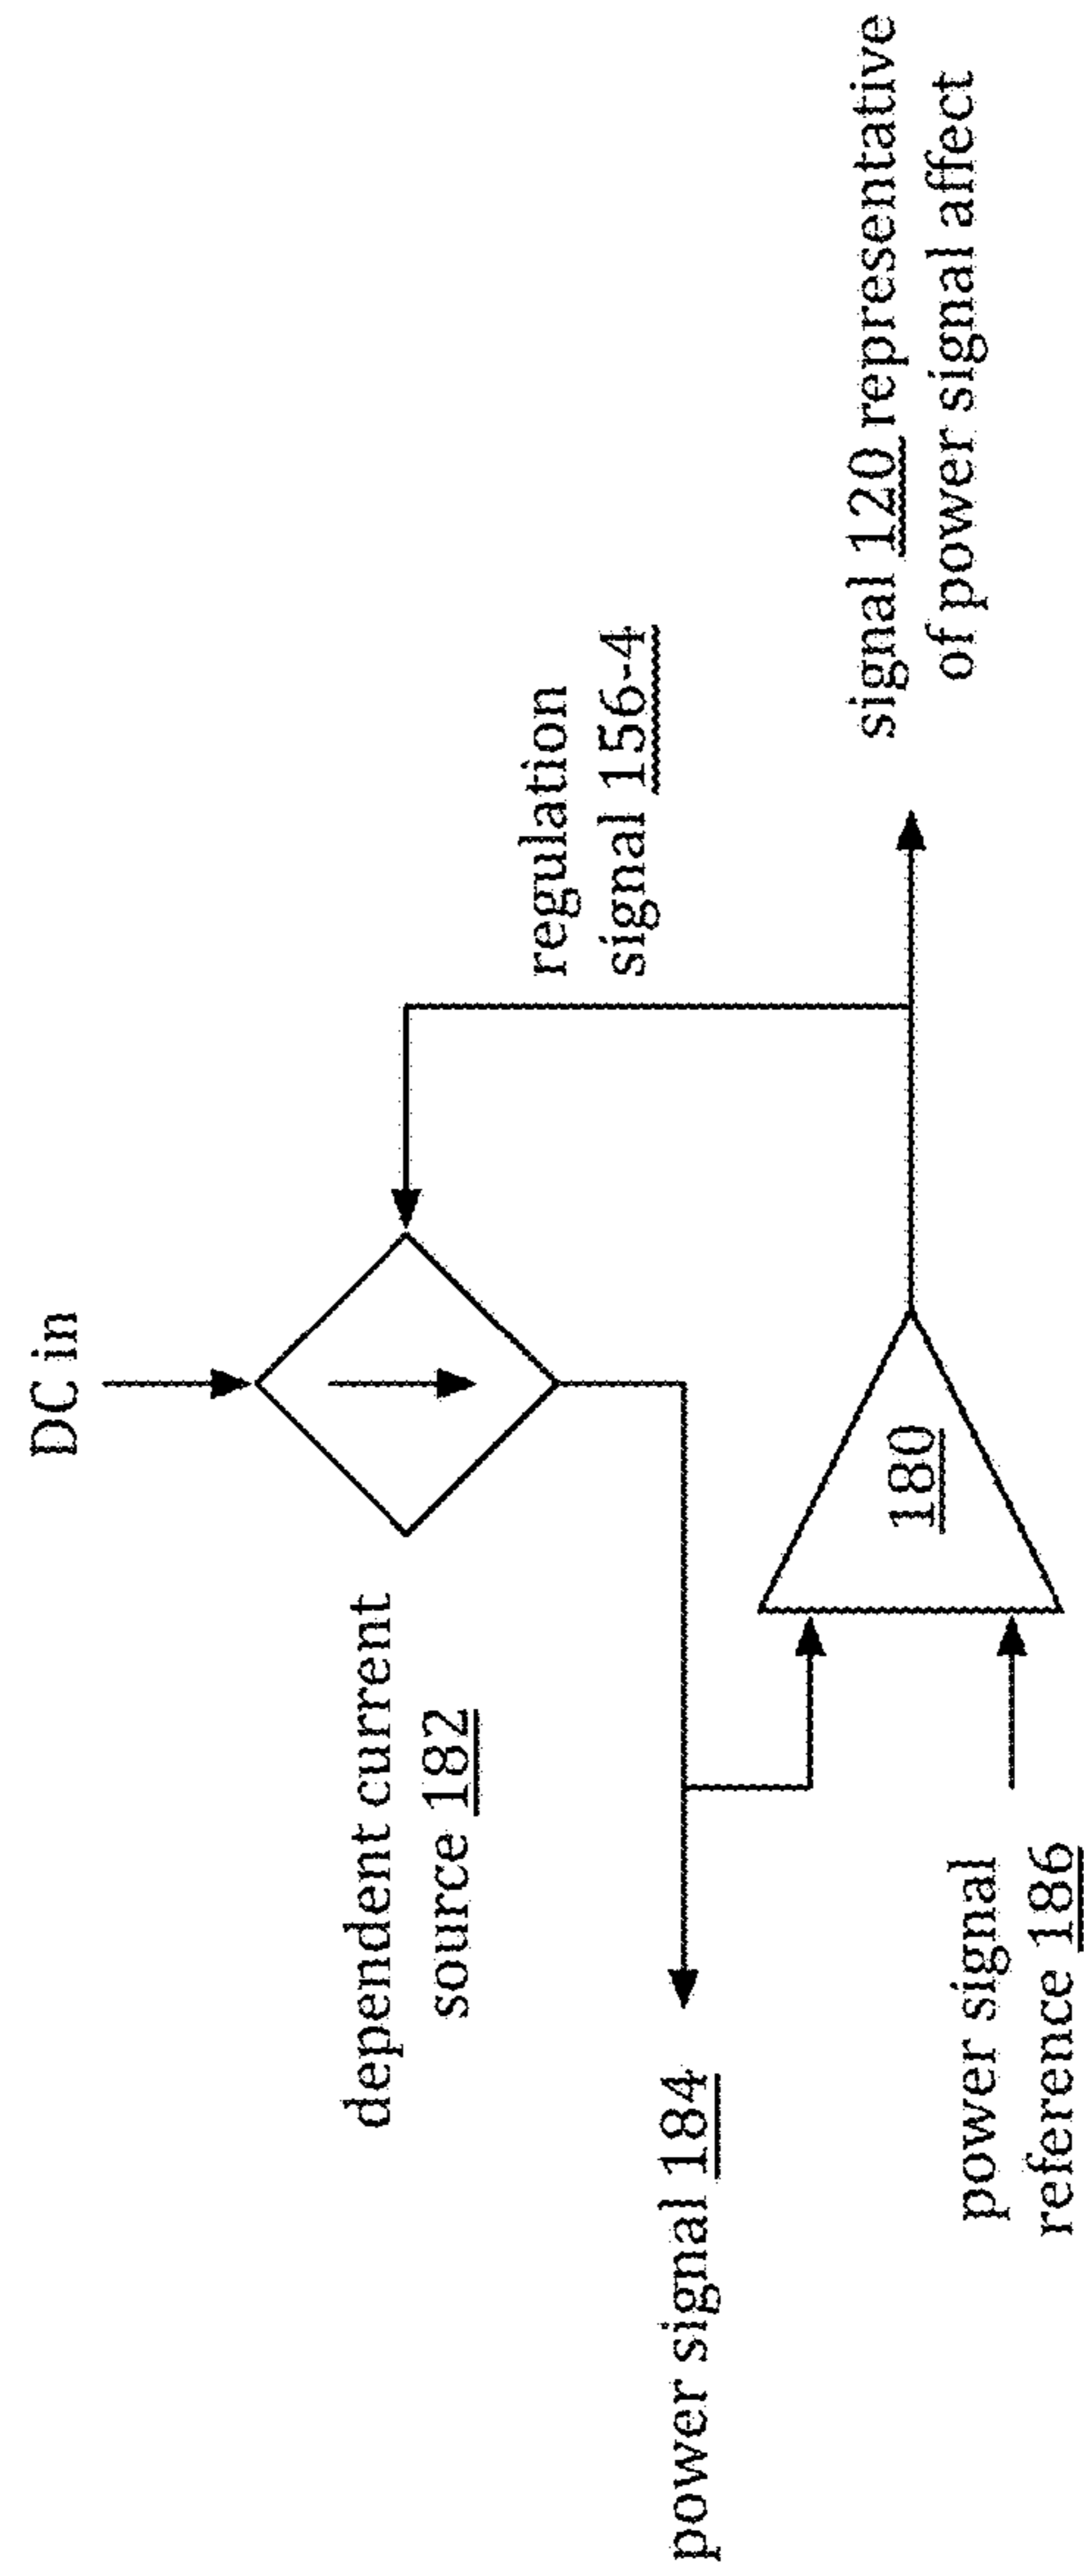 DC in
dependent current
source 182
regulation
signal 156-4
power signal 184
180
power signal
reference 186
signal 120 representative
of power signal affect